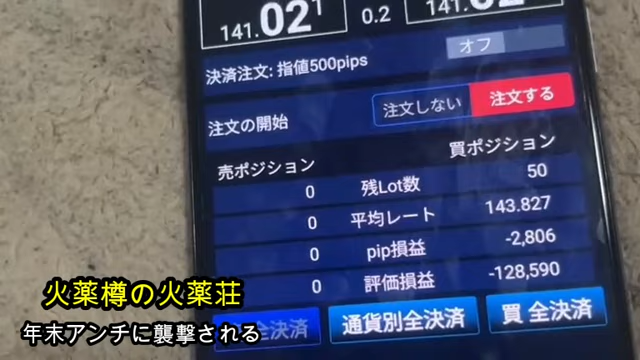 141.021 0.2 141.02
オフ
決済注文: 指値500pips
注文の開始 注文しない 注文する
売ポジション 買ポジション
0 残Lot数 50
0 平均レート 143.827
0 pip損益 -2,806
0 評価損益 -128,590
全決済 通貨別全決済 買 全決済
火薬樽の火薬荘
年末アンチに襲撃される